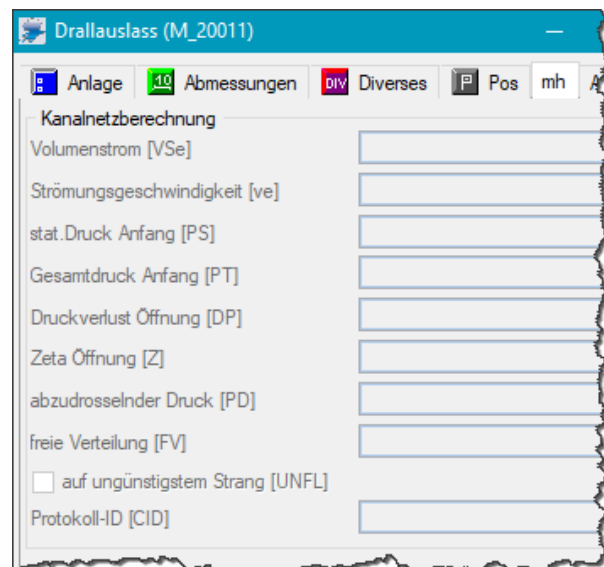 Drallauslass (M_20011)
Anlage 10 Abmessungen DIV Diverses P Pos mh
Kanalnetzberechnung
Volumenstrom [VSe]
Strömungsgeschwindigkeit [ve]
stat.Druck Anfang [PS]
Gesamtdruck Anfang [PT]
Druckverlust Öffnung [DP]
Zeta Öffnung [Z]
abzudrosselnder Druck [PD]
freie Verteilung [FV]
auf ungünstigstem Strang [UNFL]
Protokoll-ID [CID]